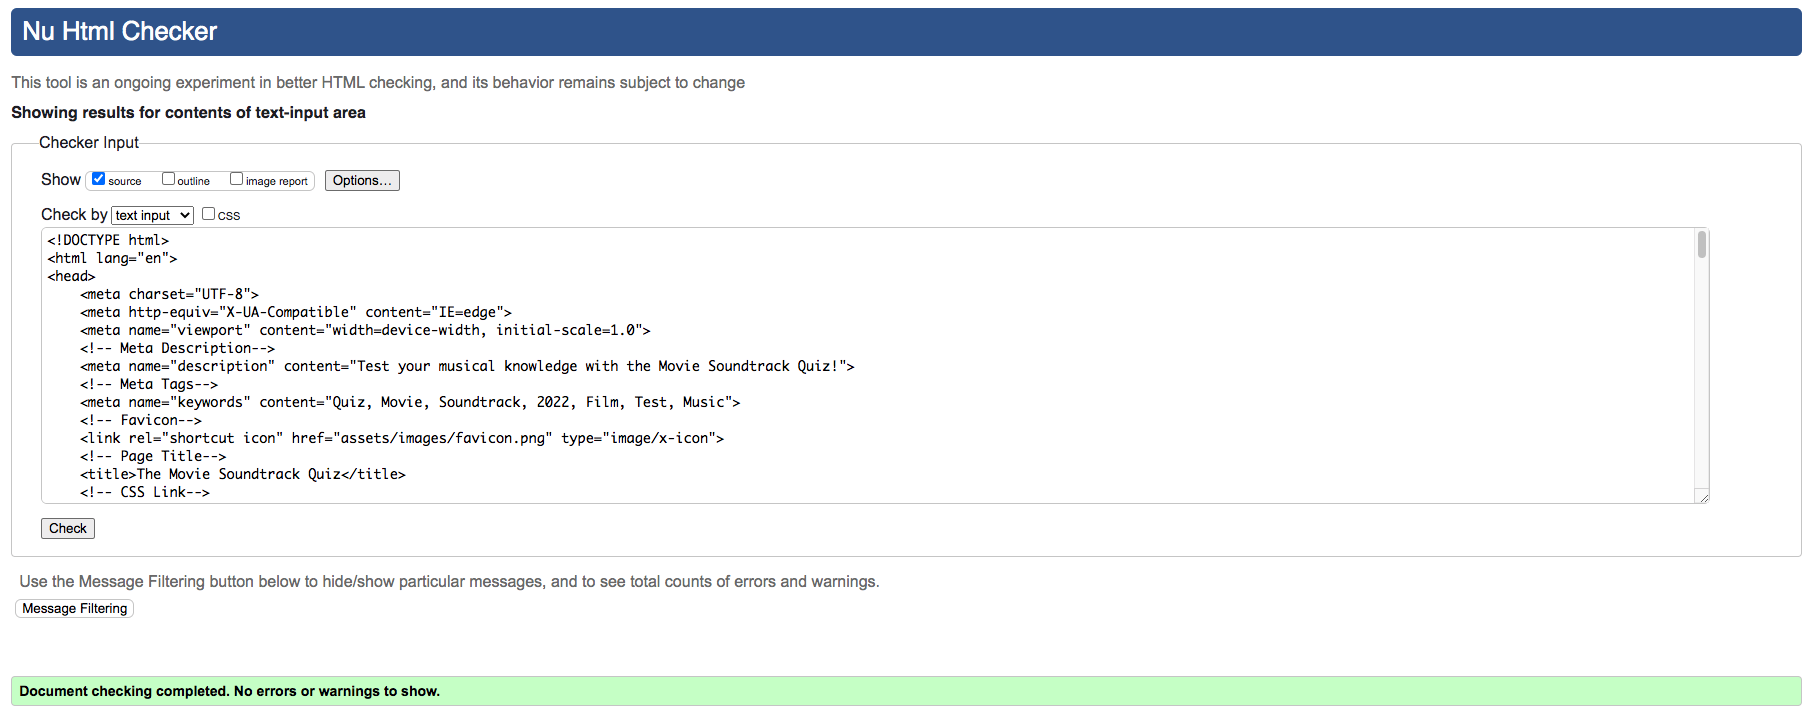 Nu Html Checker
This tool is an ongoing experiment in better HTML checking, and its behavior remains subject to change
Showing results for contents of text-input area
Checker Input
Show source outline image report Options...
Check by text input css
<!DOCTYPE html>
<html lang="en">
<head>
    <meta charset="UTF-8">
    <meta http-equiv="X-UA-Compatible" content="IE=edge">
    <meta name="viewport" content="width=device-width, initial-scale=1.0">
    <!-- Meta Description-->
    <meta name="description" content="Test your musical knowledge with the Movie Soundtrack Quiz!">
    <!-- Meta Tags-->
    <meta name="keywords" content="Quiz, Movie, Soundtrack, 2022, Film, Test, Music">
    <!-- Favicon-->
    <link rel="shortcut icon" href="assets/images/favicon.png" type="image/x-icon">
    <!-- Page Title-->
    <title>The Movie Soundtrack Quiz</title>
    <!-- CSS Link-->
Check
Use the Message Filtering button below to hide/show particular messages, and to see total counts of errors and warnings.
Message Filtering
Document checking completed. No errors or warnings to show.